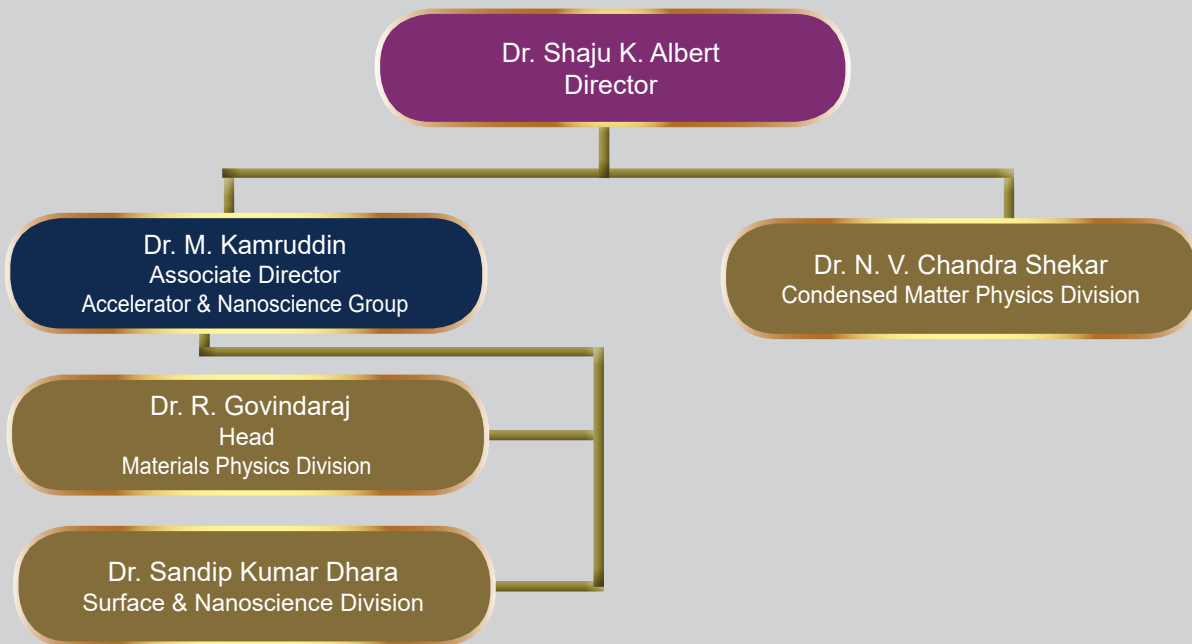 Dr. Shaju K. Albert
Director
Dr. M. Kamruddin
Associate Director
Accelerator & Nanoscience Group
Dr. N. V. Chandra Shekar
Condensed Matter Physics Division
Dr. R. Govindaraj
Head
Materials Physics Division
Dr. Sandip Kumar Dhara
Surface & Nanoscience Division